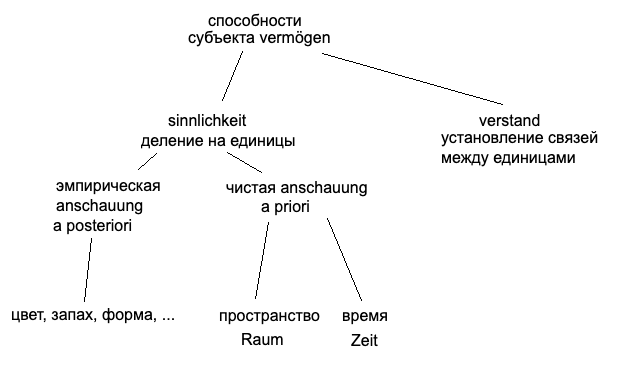 способности
субъекта vermögen
sinnlichkeit
деление на единицы
verstand
установление связей
между единицами
эмпирическая
anschauung
a posteriori
чистая anschauung
a priori
цвет, запах, форма, ...
пространство
Raum
время
Zeit